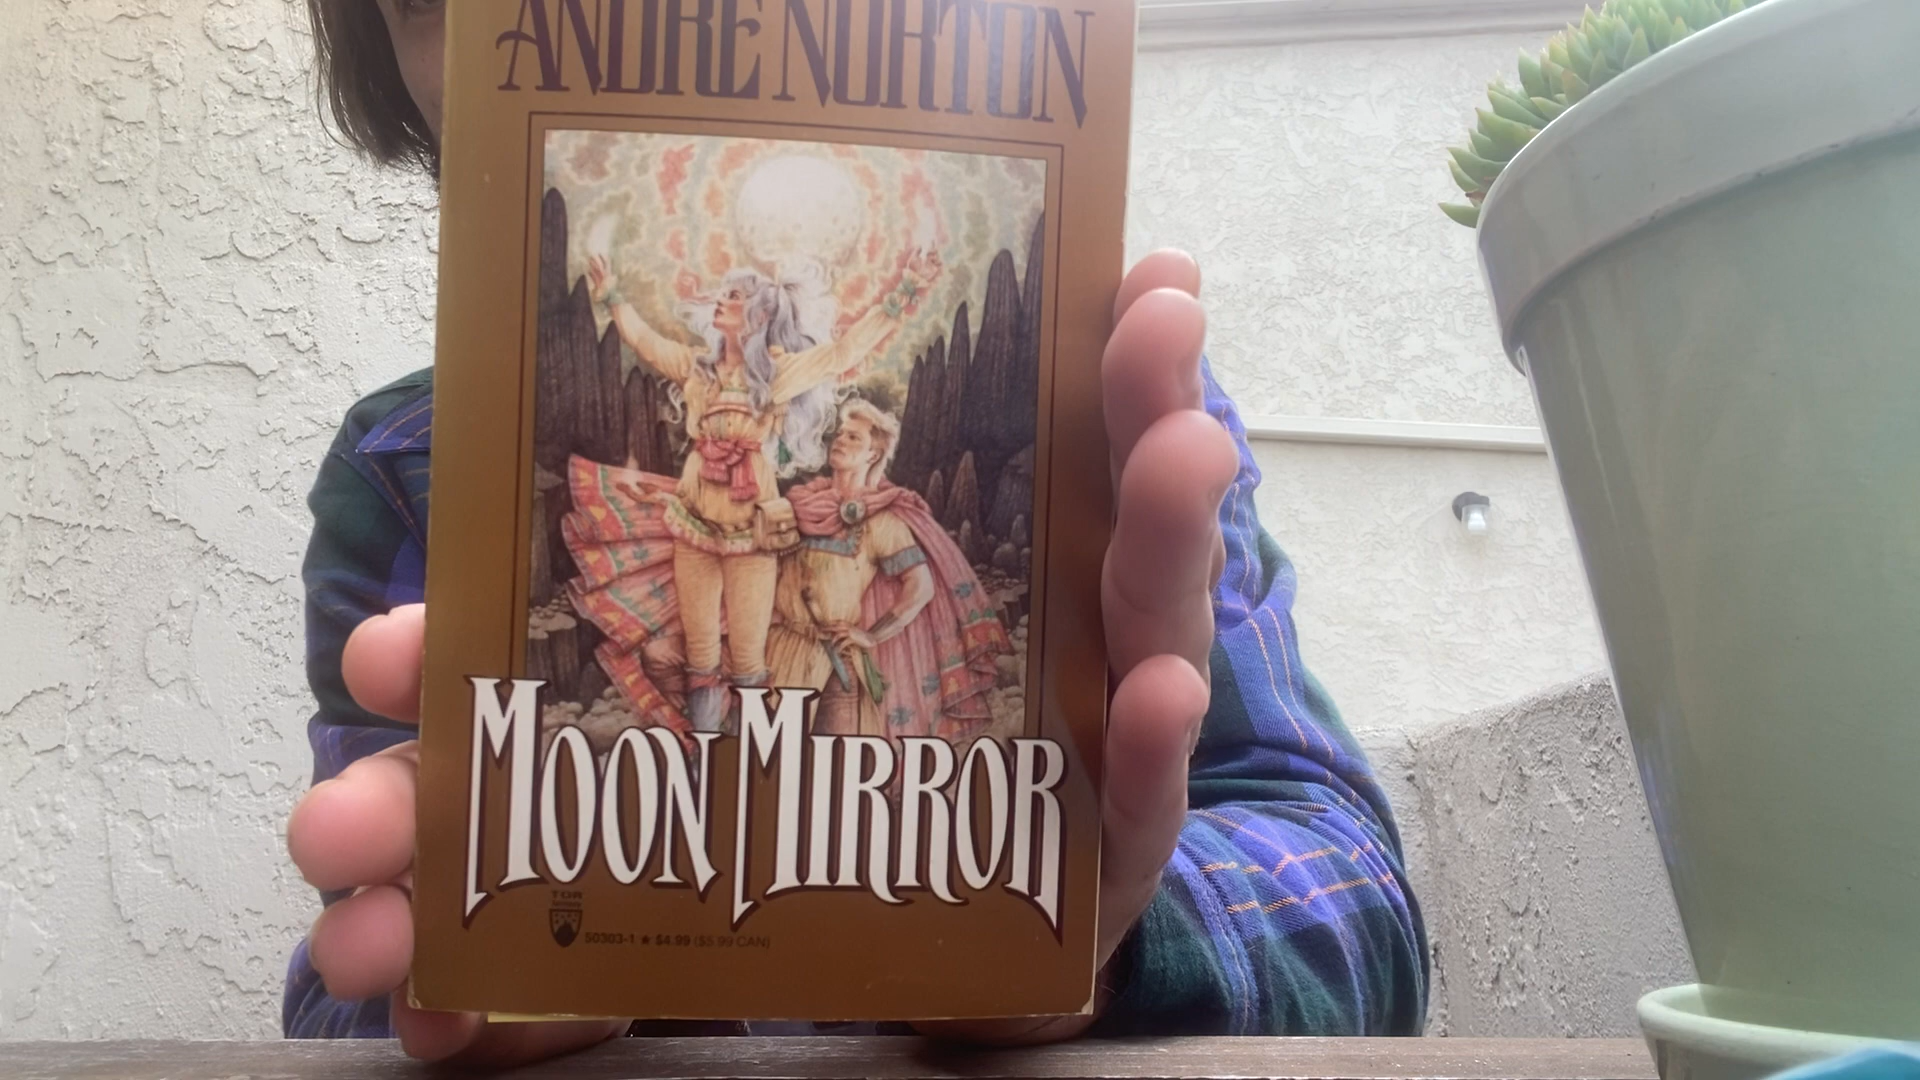 ANDRE NORTON
MOON MIRROR
TOR
50303-1 ★ $4.99 ($5.99 CAN)